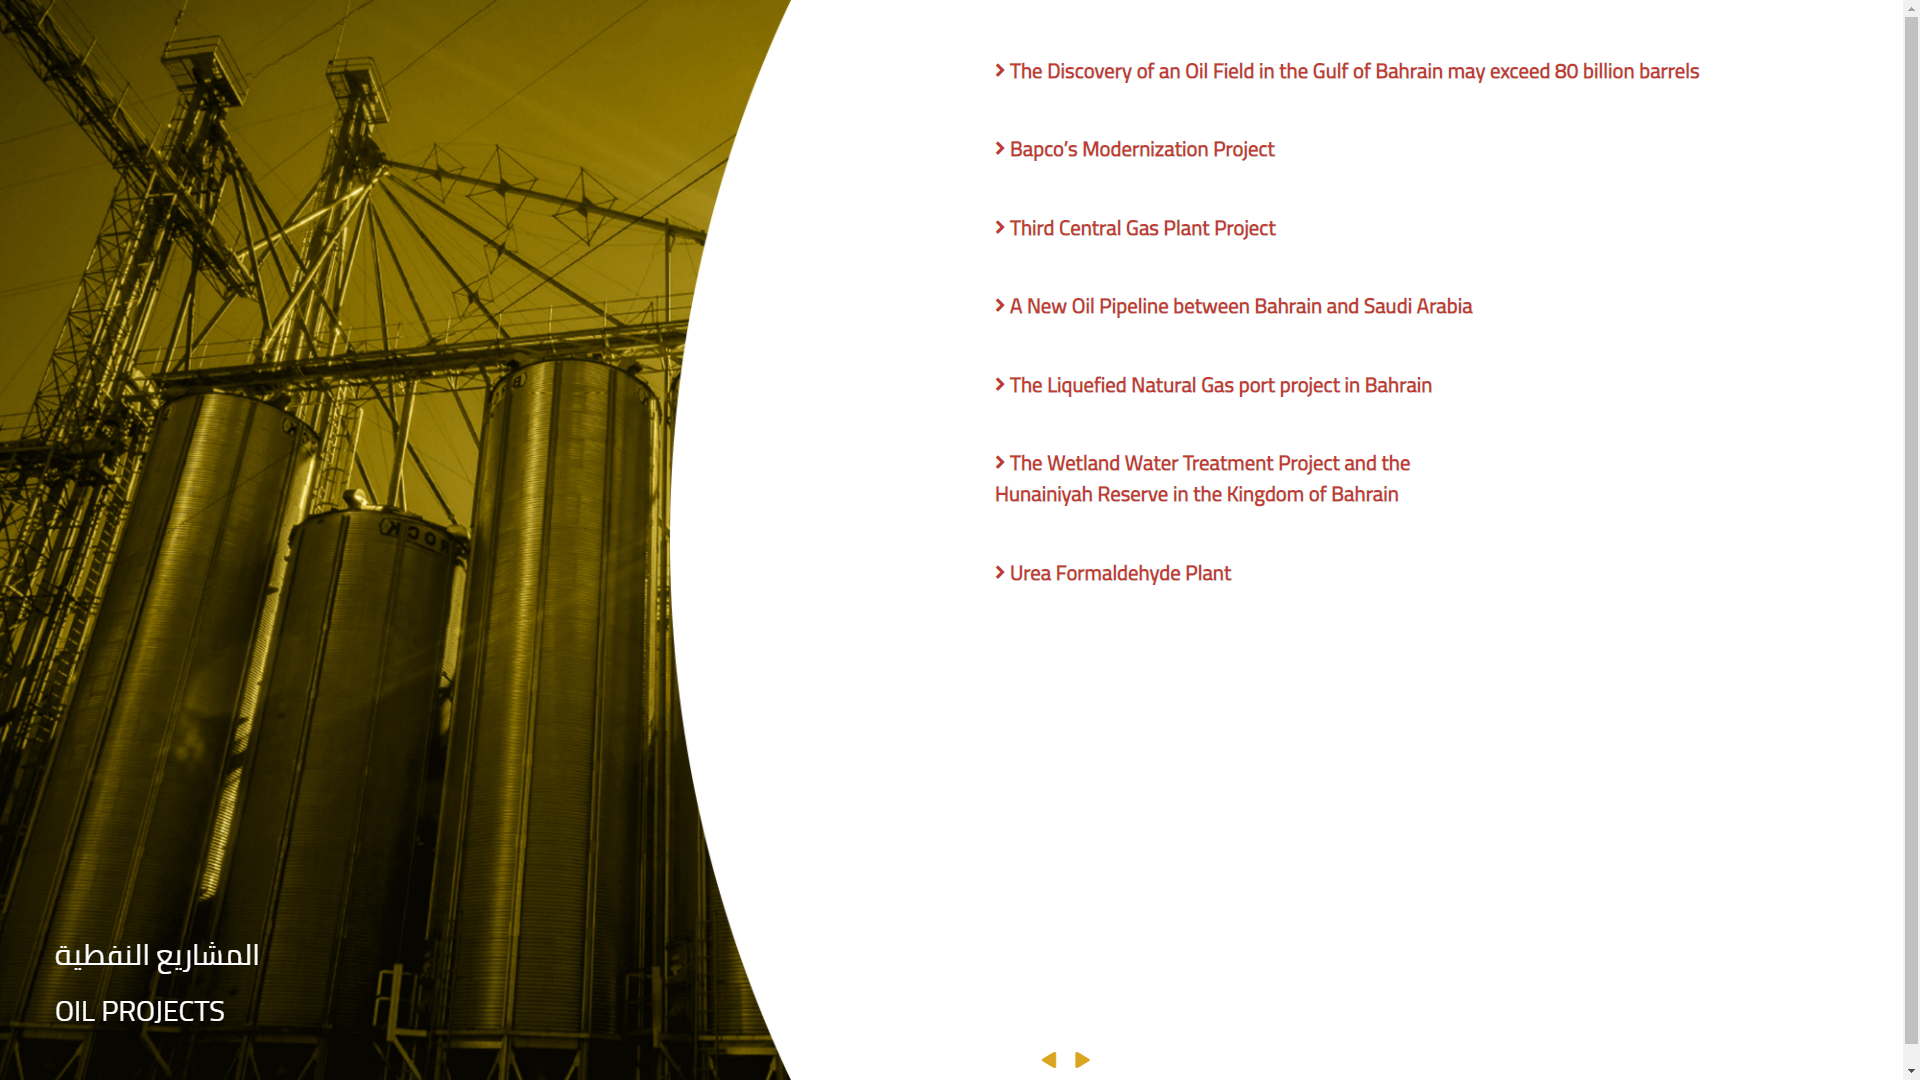 The Discovery of an Oil Field in the Gulf of Bahrain may exceed 80 billion barrels
Bapco’s Modernization Project
Third Central Gas Plant Project
A New Oil Pipeline between Bahrain and Saudi Arabia
The Liquefied Natural Gas port project in Bahrain
The Wetland Water Treatment Project and the
Hunainiyah Reserve in the Kingdom of Bahrain
Urea Formaldehyde Plant
المشاريع النفطية
OIL PROJECTS